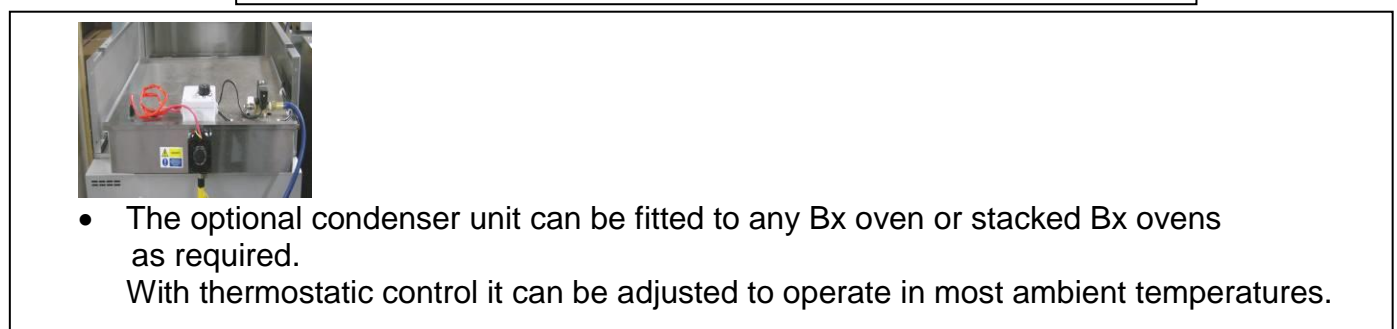 • The optional condenser unit can be fitted to any Bx oven or stacked Bx ovens
as required.
With thermostatic control it can be adjusted to operate in most ambient temperatures.